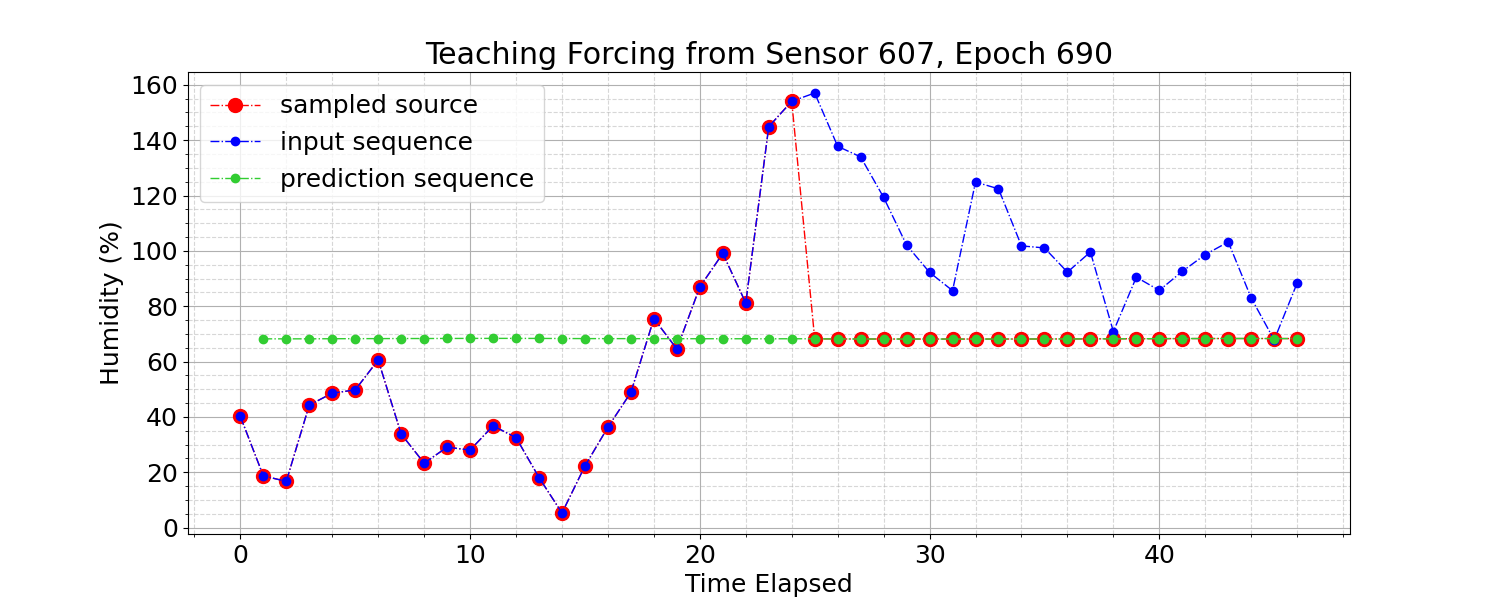 Teaching Forcing from Sensor 607, Epoch 690
160
140
120
100
80
60
40
20
0
Humidity (%)
sampled source
input sequence
prediction sequence
0 10 20 30 40
Time Elapsed